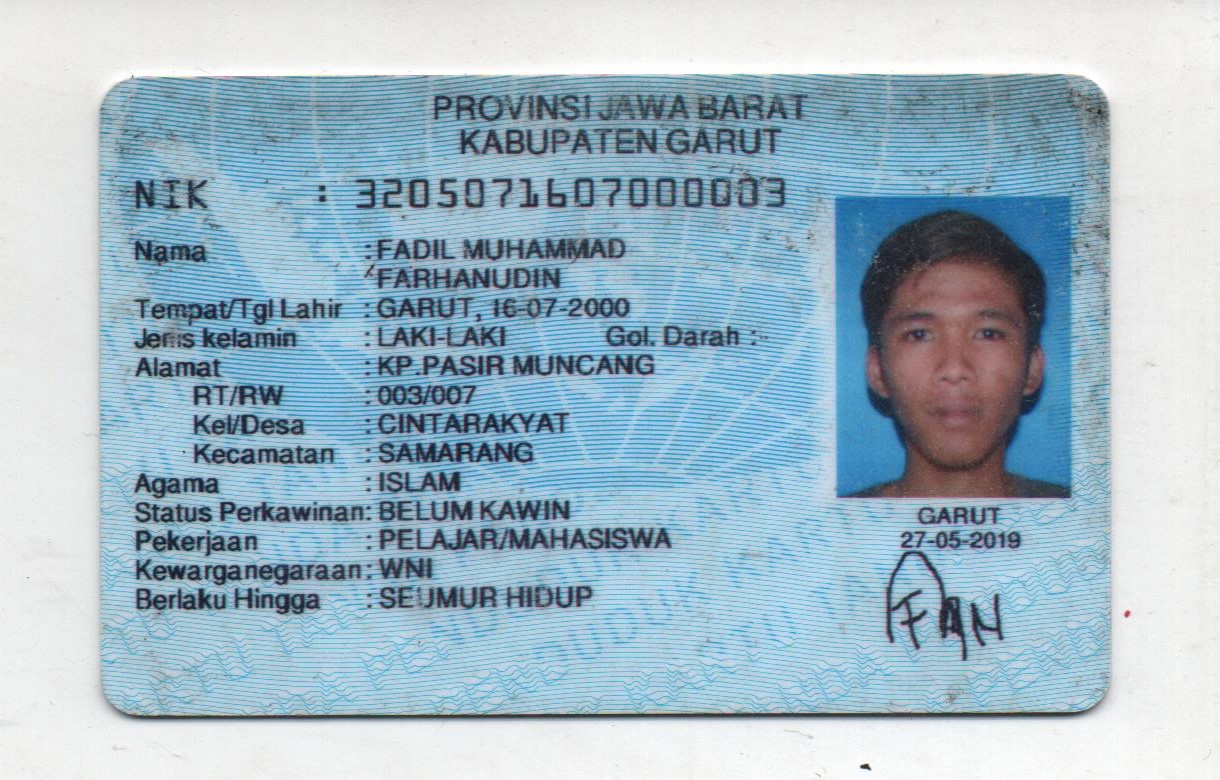 PROVINSI JAWA BARAT
KABUPATEN GARUT
NIK : 3205071607000003
Nama : FADIL MUHAMMAD
FARHANUDIN
Tempat/Tgl Lahir : GARUT, 16-07-2000
Jenis kelamin : LAKI-LAKI Gol. Darah :-
Alamat : KP.PASIR MUNCANG
RT/RW : 003/007
Kel/Desa : CINTARAKYAT
Kecamatan : SAMARANG
Agama : ISLAM
Status Perkawinan: BELUM KAWIN
Pekerjaan : PELAJAR/MAHASISWA
Kewarganegaraan: WNI
Berlaku Hingga : SEUMUR HIDUP
GARUT
27-05-2019